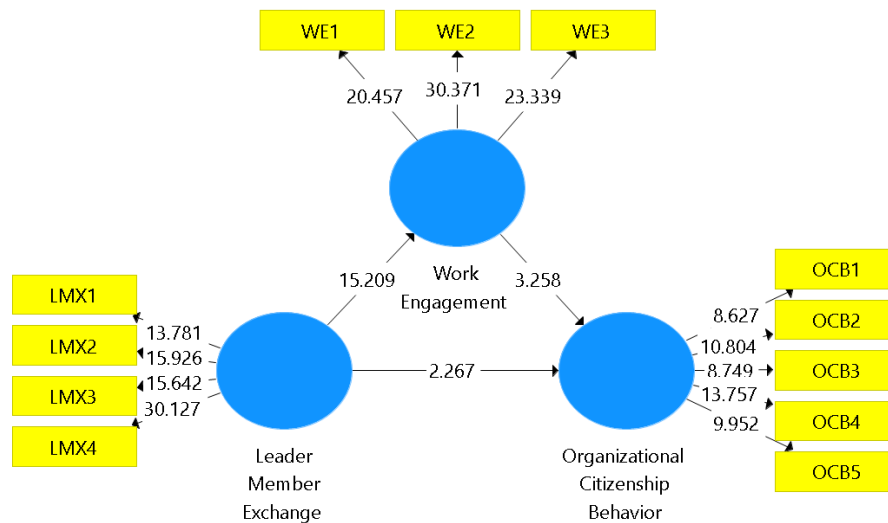 WE1
WE2
WE3
20.457
30.371
23.339
Work
Engagement
15.209
3.258
LMX1
LMX2
LMX3
LMX4
13.781
15.926
15.642
30.127
2.267
Leader
Member
Exchange
Organizational
Citizenship
Behavior
8.627
10.804
8.749
13.757
9.952
OCB1
OCB2
OCB3
OCB4
OCB5